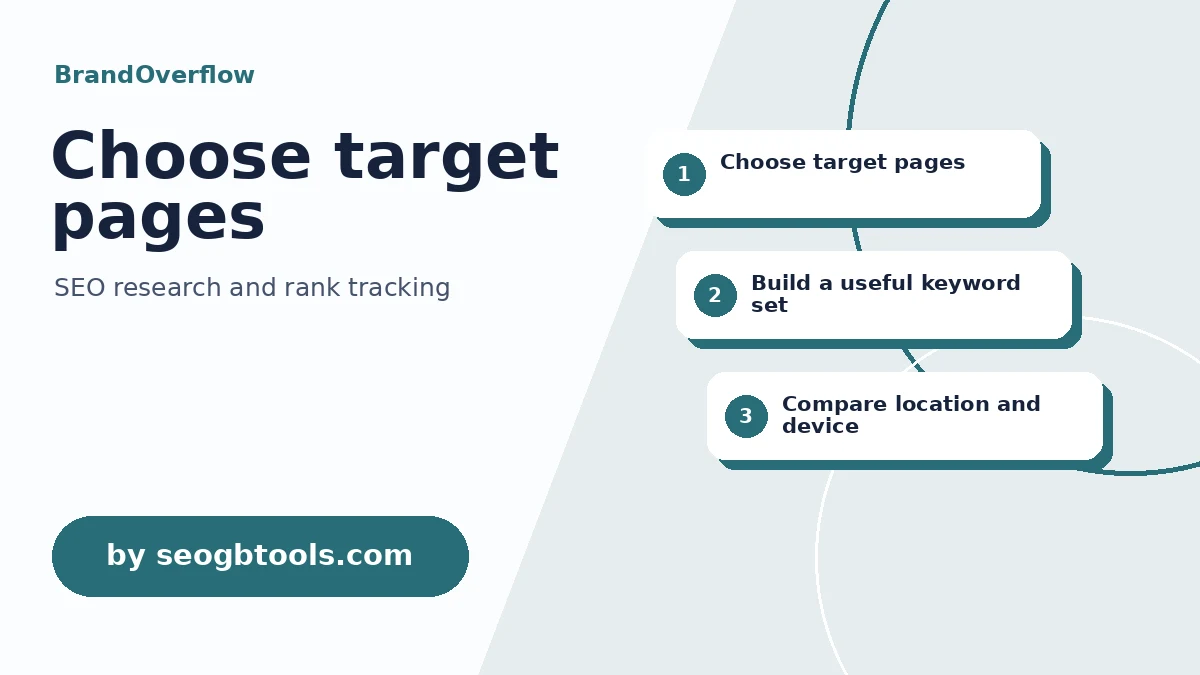 BrandOverflow
Choose target
pages
SEO research and rank tracking
1
Choose target pages
2
Build a useful keyword
set
3
Compare location and
device
by seogbtools.com